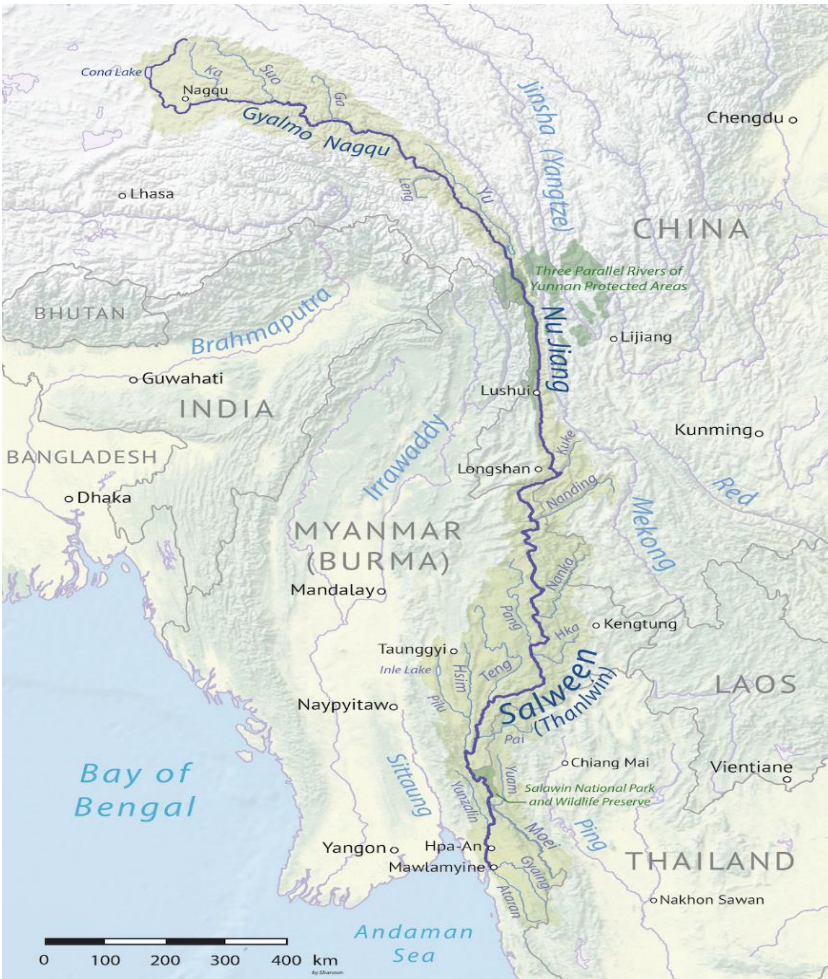 Cona Lake
Ka
Suo
Ga
Nagqu
Gyalmo Nagqu
Jinsha (Yangtze)
Chengdu
Leng
Yu
Lhasa
CHINA
Three Parallel Rivers of
Yunnan Protected Areas
BHUTAN
Brahmaputra
Nu Jiang
Lijiang
Guwahati
Lushui
INDIA
Irrawaddy
Kunming
Kuke
BANGLADESH
Longshan
Red
Nanding
Dhaka
Mekong
MYANMAR
(BURMA)
Nanka
Mandalay
Pang
Hka
Kengtung
Taunggyi
Inle Lake
Hsim
Teng
Pilu
Salween
(Thanlwin)
LAOS
Naypyitaw
Pai
Sittaung
Chiang Mai
Vientiane
Bay of
Bengal
Yuam
Yunzalin
Salawin National Park
and Wildlife Preserve
Moei
Ping
Yangon
Hpa-An
Mawlamyine
Gyaing
THAILAND
Ataran
Nakhon Sawan
Andaman
Sea
0 100 200 300 400 km
by Shannon